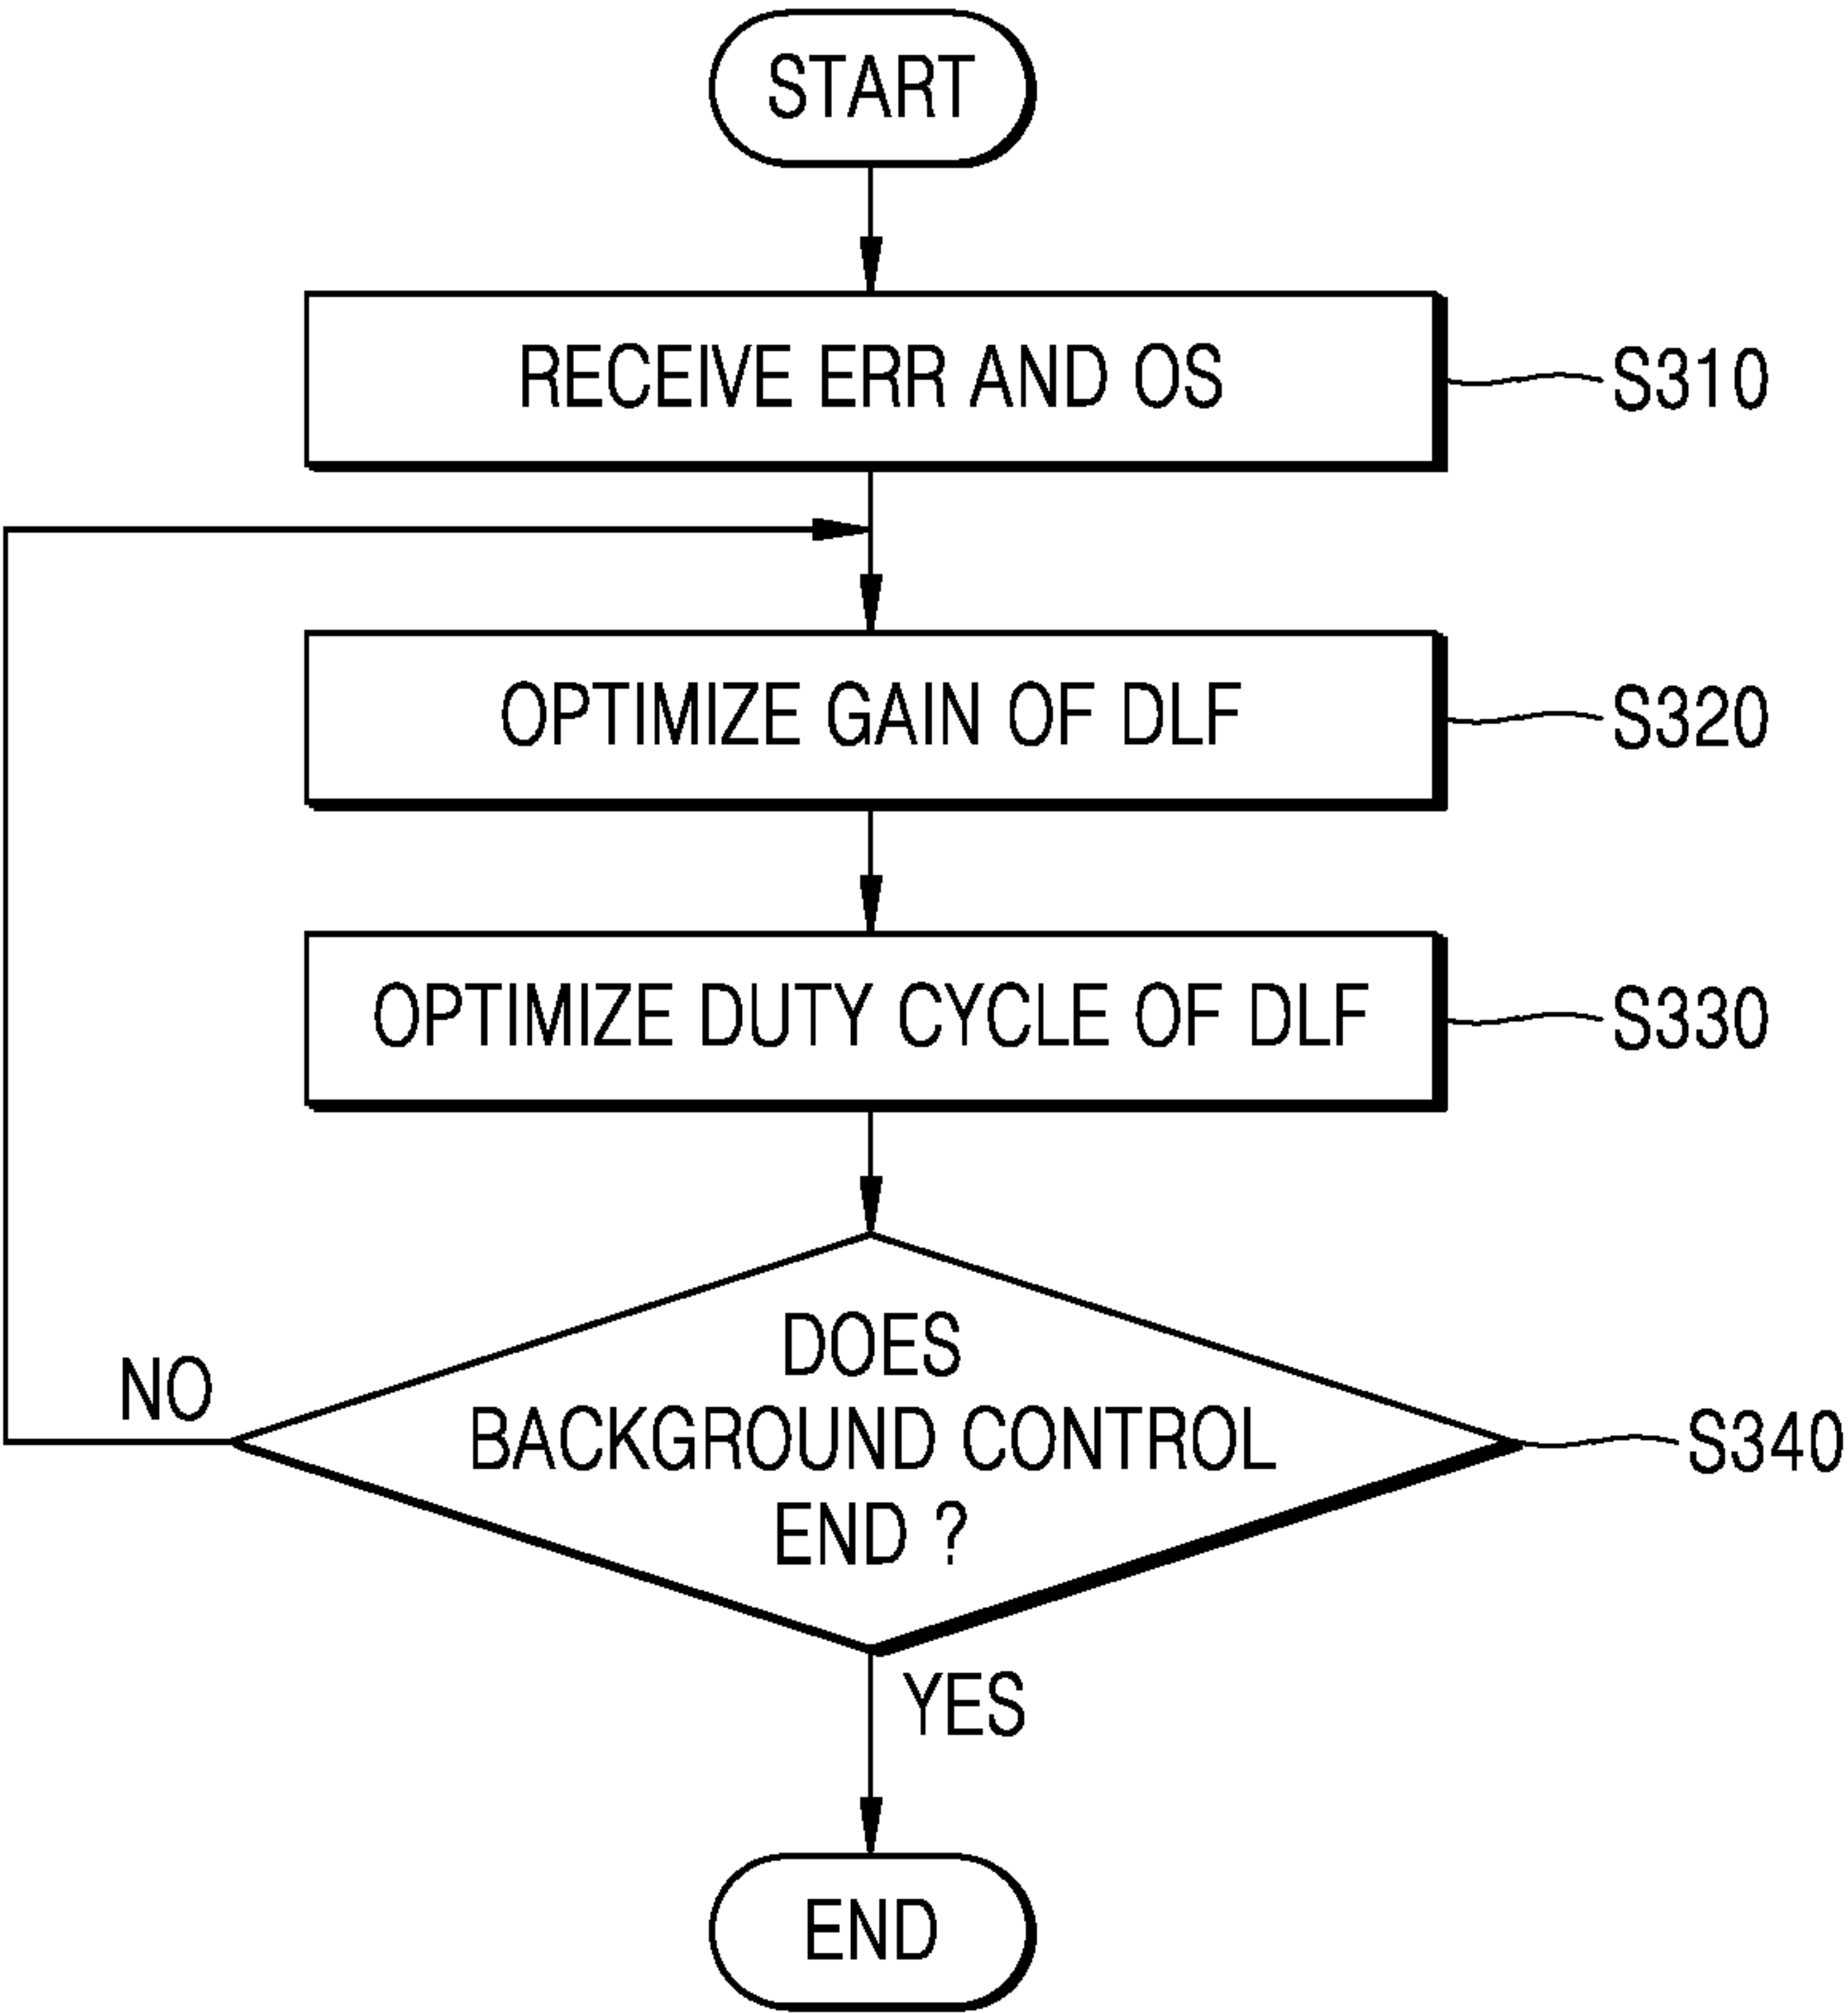 START
RECEIVE ERR AND OS
S310
OPTIMIZE GAIN OF DLF
S320
OPTIMIZE DUTY CYCLE OF DLF
S330
DOES
BACKGROUND CONTROL
END ?
NO
S340
YES
END